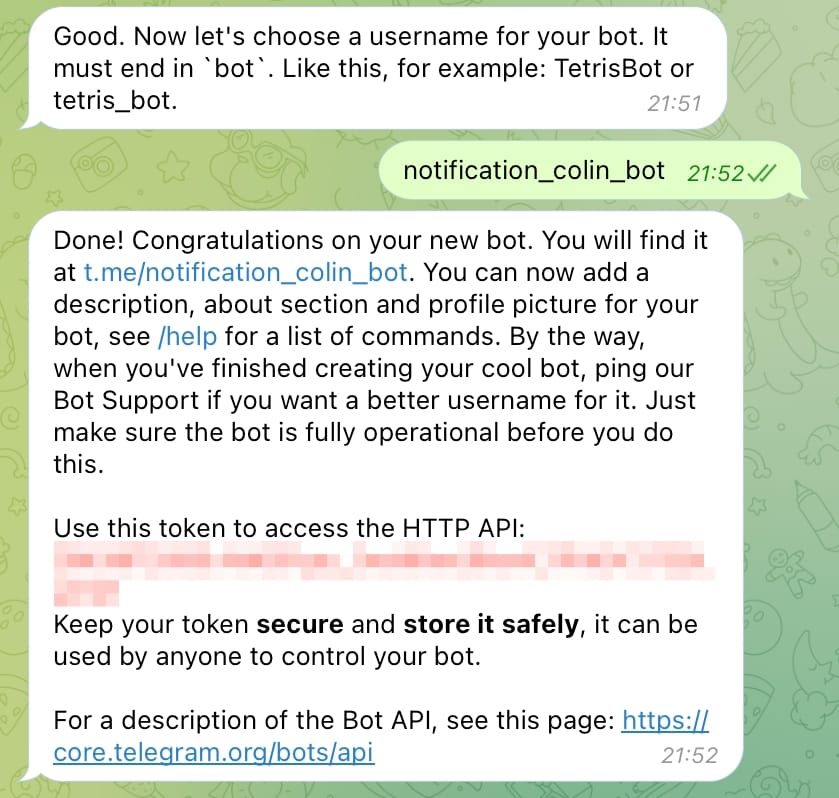 Good. Now let's choose a username for your bot. It
must end in `bot`. Like this, for example: TetrisBot or
tetris_bot.
21:51
notification_colin_bot 21:52
Done! Congratulations on your new bot. You will find it
at t.me/notification_colin_bot. You can now add a
description, about section and profile picture for your
bot, see /help for a list of commands. By the way,
when you've finished creating your cool bot, ping our
Bot Support if you want a better username for it. Just
make sure the bot is fully operational before you do
this.
Use this token to access the HTTP API:
Keep your token secure and store it safely, it can be
used by anyone to control your bot.
For a description of the Bot API, see this page: https://
core.telegram.org/bots/api
21:52